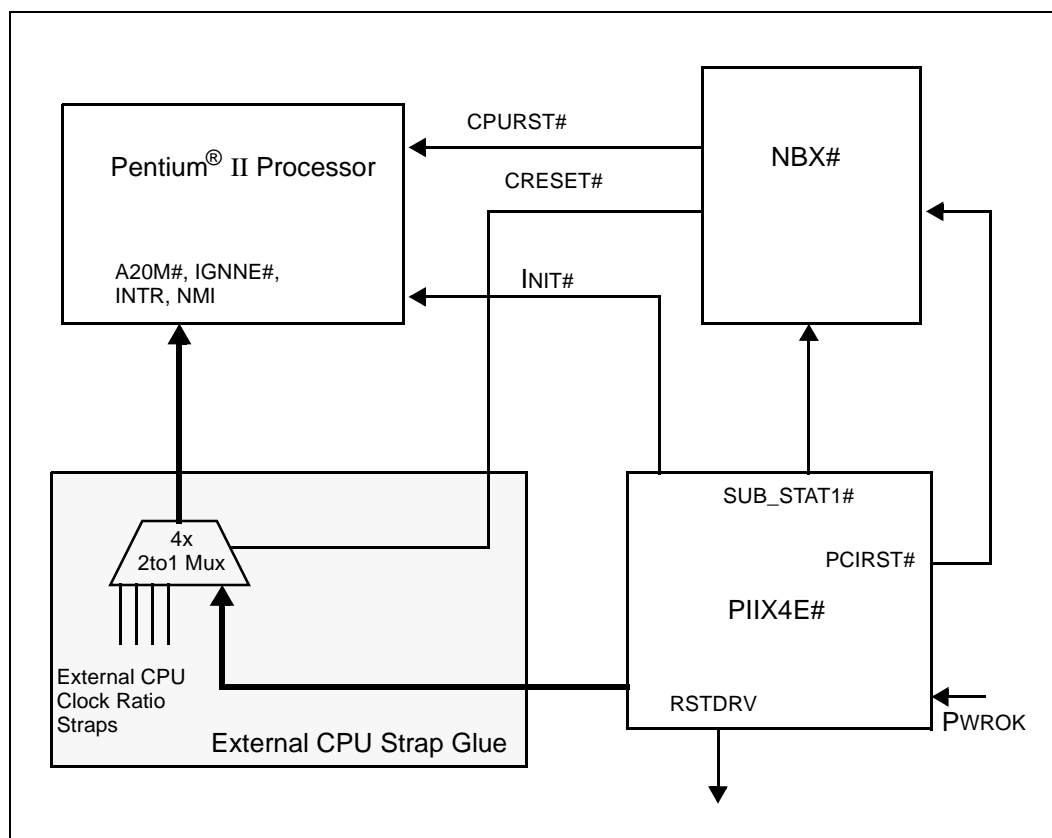 CPURST#
NBX#
Pentium® II Processor
CRESET#
A20M#, IGNNE#,
INTR, NMI
INIT#
SUB_STAT1#
4x
2to1 Mux
PCIRST#
PIIX4E#
External CPU
Clock Ratio
Straps
RSTDRV
PWROK
External CPU Strap Glue